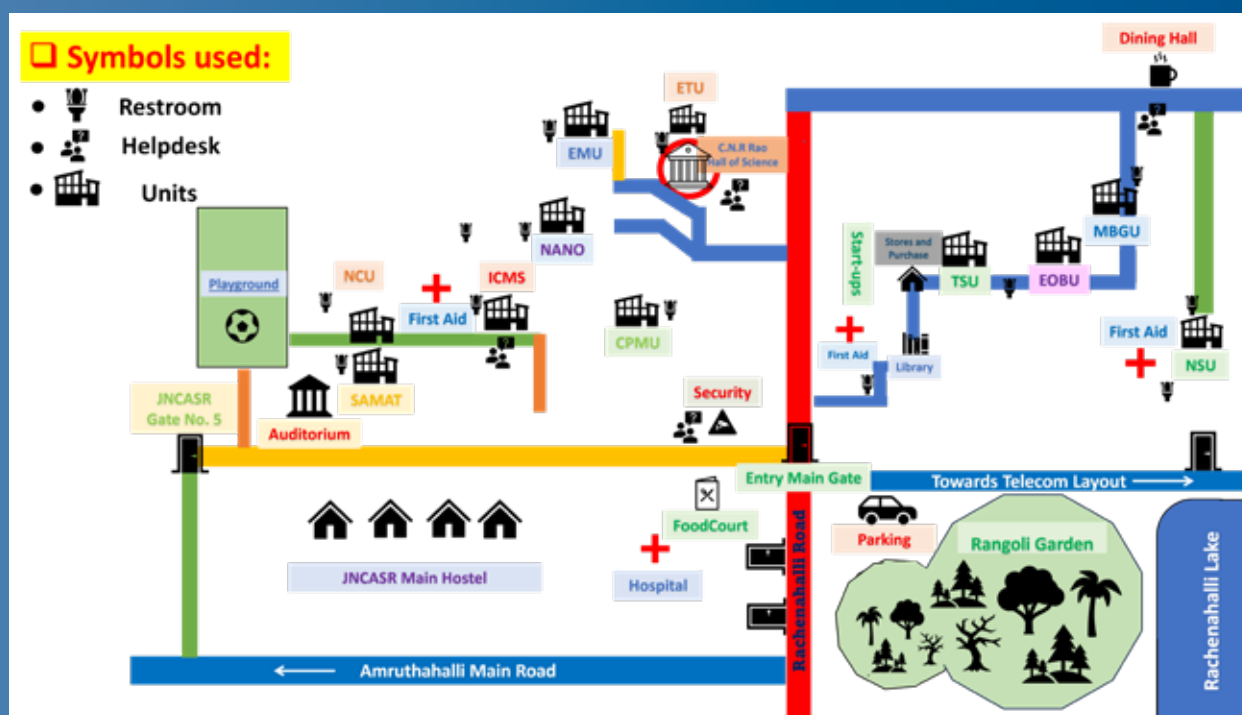 ❑ Symbols used:
• Restroom
• Helpdesk
• Units
Dining Hall
ETU
EMU
C.N.R Rao
Hall of Science
NANO
MBGU
Start-ups
Stores and
Purchase
TSU
EOBU
Playground
NCU
ICMS
First Aid
CPMU
First Aid
Library
First Aid
NSU
JNCASR
Gate No. 5
SAMAT
Auditorium
Security
Entry Main Gate
Towards Telecom Layout
FoodCourt
Parking
Rangoli Garden
JNCASR Main Hostel
Hospital
Rachenahalli Road
Rachenahalli Lake
Amruthahalli Main Road